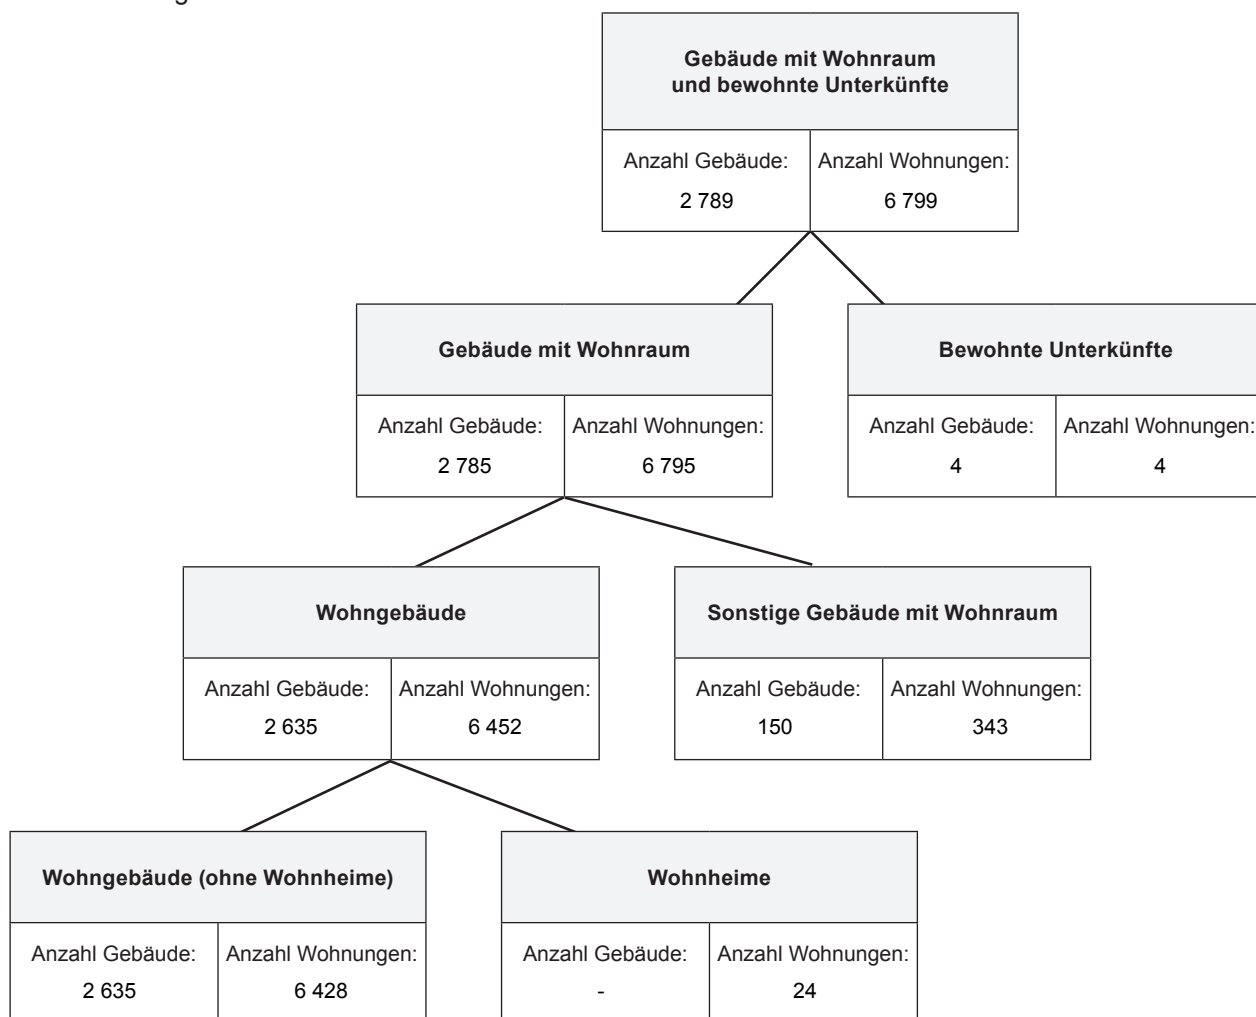 Gebäude mit Wohnraum
und bewohnte Unterkünfte
Anzahl Gebäude: Anzahl Wohnungen:
2 789 6 799
Gebäude mit Wohnraum Bewohnte Unterkünfte
Anzahl Gebäude: Anzahl Wohnungen: Anzahl Gebäude: Anzahl Wohnungen:
2 785 6 795 4 4
Wohngebäude Sonstige Gebäude mit Wohnraum
Anzahl Gebäude: Anzahl Wohnungen: Anzahl Gebäude: Anzahl Wohnungen:
2 635 6 452 150 343
Wohngebäude (ohne Wohnheime) Wohnheime
Anzahl Gebäude: Anzahl Wohnungen: Anzahl Gebäude: Anzahl Wohnungen:
2 635 6 428 - 24